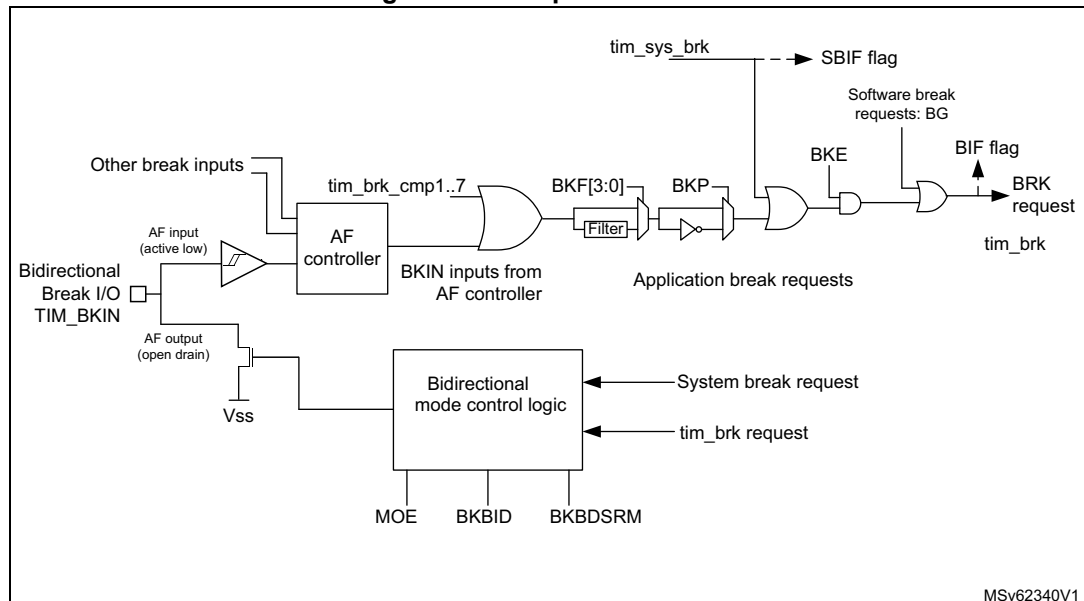 tim_sys_brk
SBIF flag
Software break
requests: BG
BIF flag
BKE
BRK
request
tim_brk
Other break inputs
tim_brk_cmp1..7
BKF[3:0]
BKP
Filter
AF input
(active low)
AF
controller
BKIN inputs from
AF controller
Application break requests
Bidirectional
Break I/O
TIM_BKIN
AF output
(open drain)
Vss
Bidirectional
mode control logic
System break request
tim_brk request
MOE
BKBID
BKBDSRM
MSv62340V1